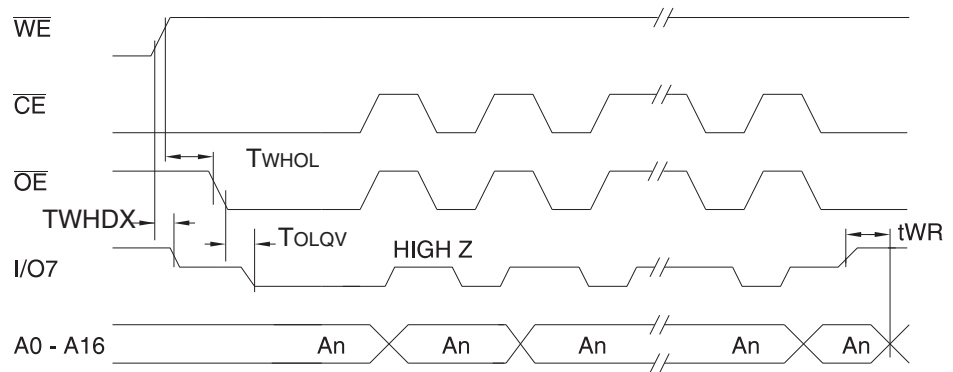 WE
CE
TWHOL
OE
TWHDX
TOLQV
tWR
HIGH Z
I/O7
A0 - A16 An An An An An